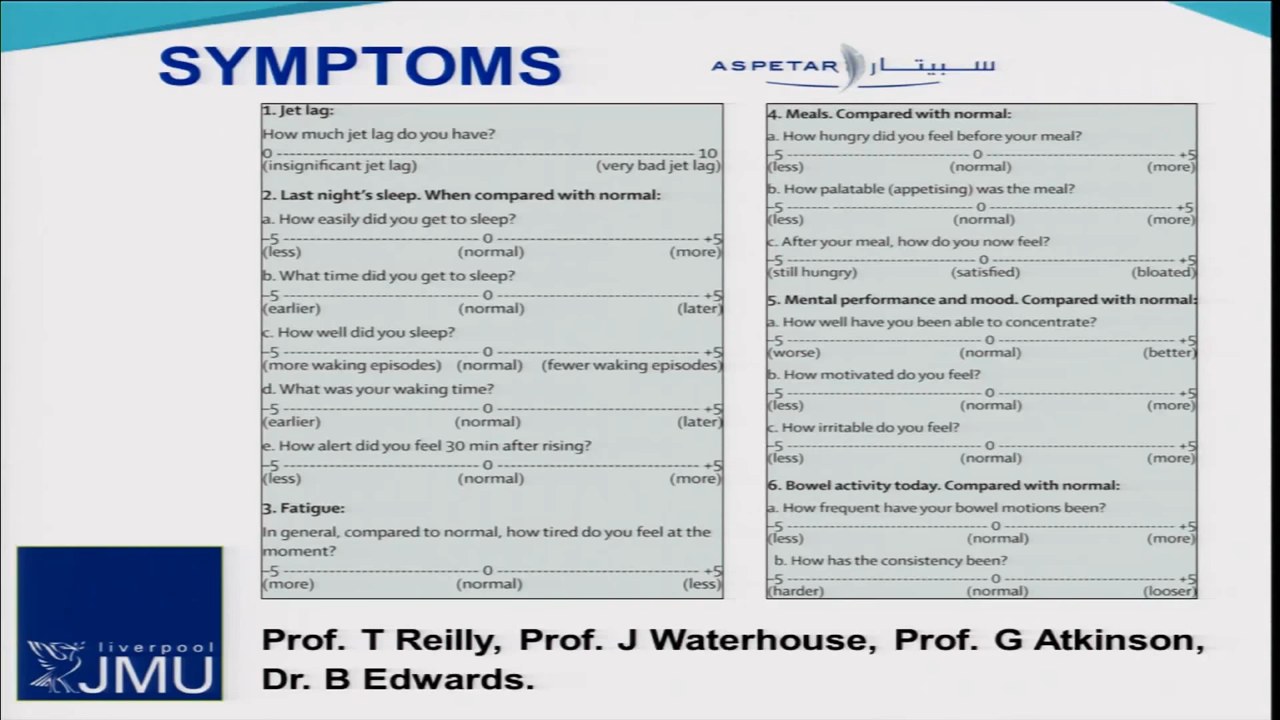 SYMPTOMS
ASPETAR سبيتار
1. Jet lag:
How much jet lag do you have?
0 ------------------------------------------------ 10
(insignificant jet lag) (very bad jet lag)
2. Last night's sleep. When compared with normal:
a. How easily did you get to sleep?
–5 ------------------------ 0 ------------------------ +5
(less) (normal) (more)
b. What time did you get to sleep?
–5 ------------------------ 0 ------------------------ +5
(earlier) (normal) (later)
c. How well did you sleep?
–5 ------------------------ 0 ------------------------ +5
(more waking episodes) (normal) (fewer waking episodes)
d. What was your waking time?
–5 ------------------------ 0 ------------------------ +5
(earlier) (normal) (later)
e. How alert did you feel 30 min after rising?
–5 ------------------------ 0 ------------------------ +5
(less) (normal) (more)
3. Fatigue:
In general, compared to normal, how tired do you feel at the
moment?
–5 ------------------------ 0 ------------------------ +5
(more) (normal) (less)
4. Meals. Compared with normal:
a. How hungry did you feel before your meal?
–5 ------------------------ 0 ------------------------ +5
(less) (normal) (more)
b. How palatable (appetising) was the meal?
–5 ------------------------ 0 ------------------------ +5
(less) (normal) (more)
c. After your meal, how do you now feel?
–5 ------------------------ 0 ------------------------ +5
(still hungry) (satisfied) (bloated)
5. Mental performance and mood. Compared with normal:
a. How well have you been able to concentrate?
–5 ------------------------ 0 ------------------------ +5
(worse) (normal) (better)
b. How motivated do you feel?
–5 ------------------------ 0 ------------------------ +5
(less) (normal) (more)
c. How irritable do you feel?
–5 ------------------------ 0 ------------------------ +5
(less) (normal) (more)
6. Bowel activity today. Compared with normal:
a. How frequent have your bowel motions been?
–5 ------------------------ 0 ------------------------ +5
(less) (normal) (more)
b. How has the consistency been?
–5 ------------------------ 0 ------------------------ +5
(harder) (normal) (looser)
liverpool
JMU
Prof. T Reilly, Prof. J Waterhouse, Prof. G Atkinson,
Dr. B Edwards.